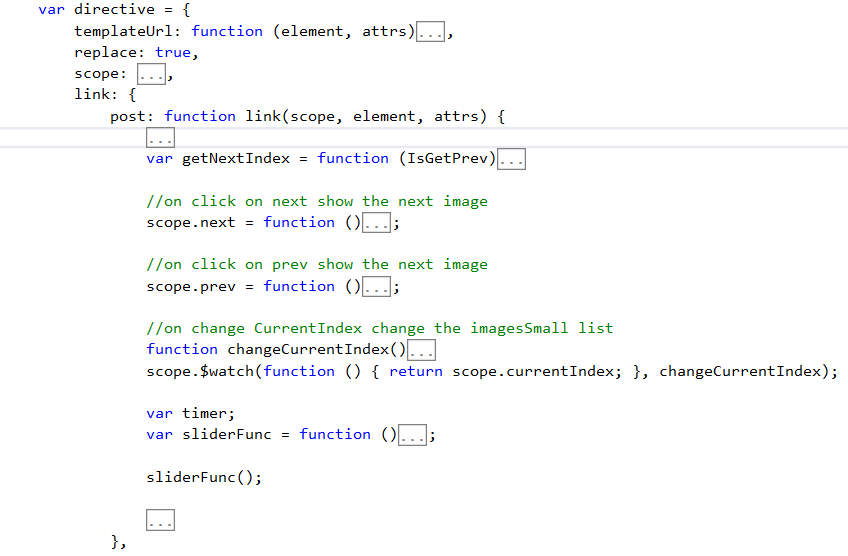 var directive = {
templateUrl: function (element, attrs)...,
replace: true,
scope: ...,
link: {
post: function link(scope, element, attrs) {
...
var getNextIndex = function (IsGetPrev)...
//on click on next show the next image
scope.next = function ()...;
//on click on prev show the next image
scope.prev = function ()...;
//on change CurrentIndex change the imagesSmall list
function changeCurrentIndex()...
scope.$watch(function () { return scope.currentIndex; }, changeCurrentIndex);
var timer;
var sliderFunc = function ()...;
sliderFunc();
...
},